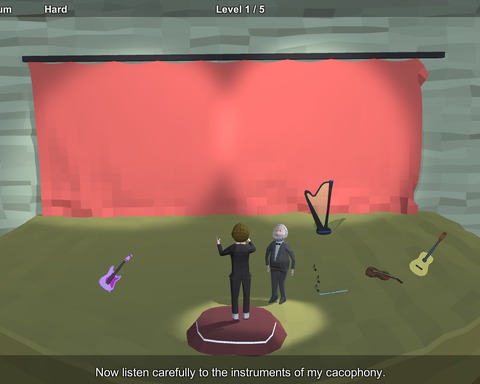 Hard
Level 1 / 5
Now listen carefully to the instruments of my cacophony.